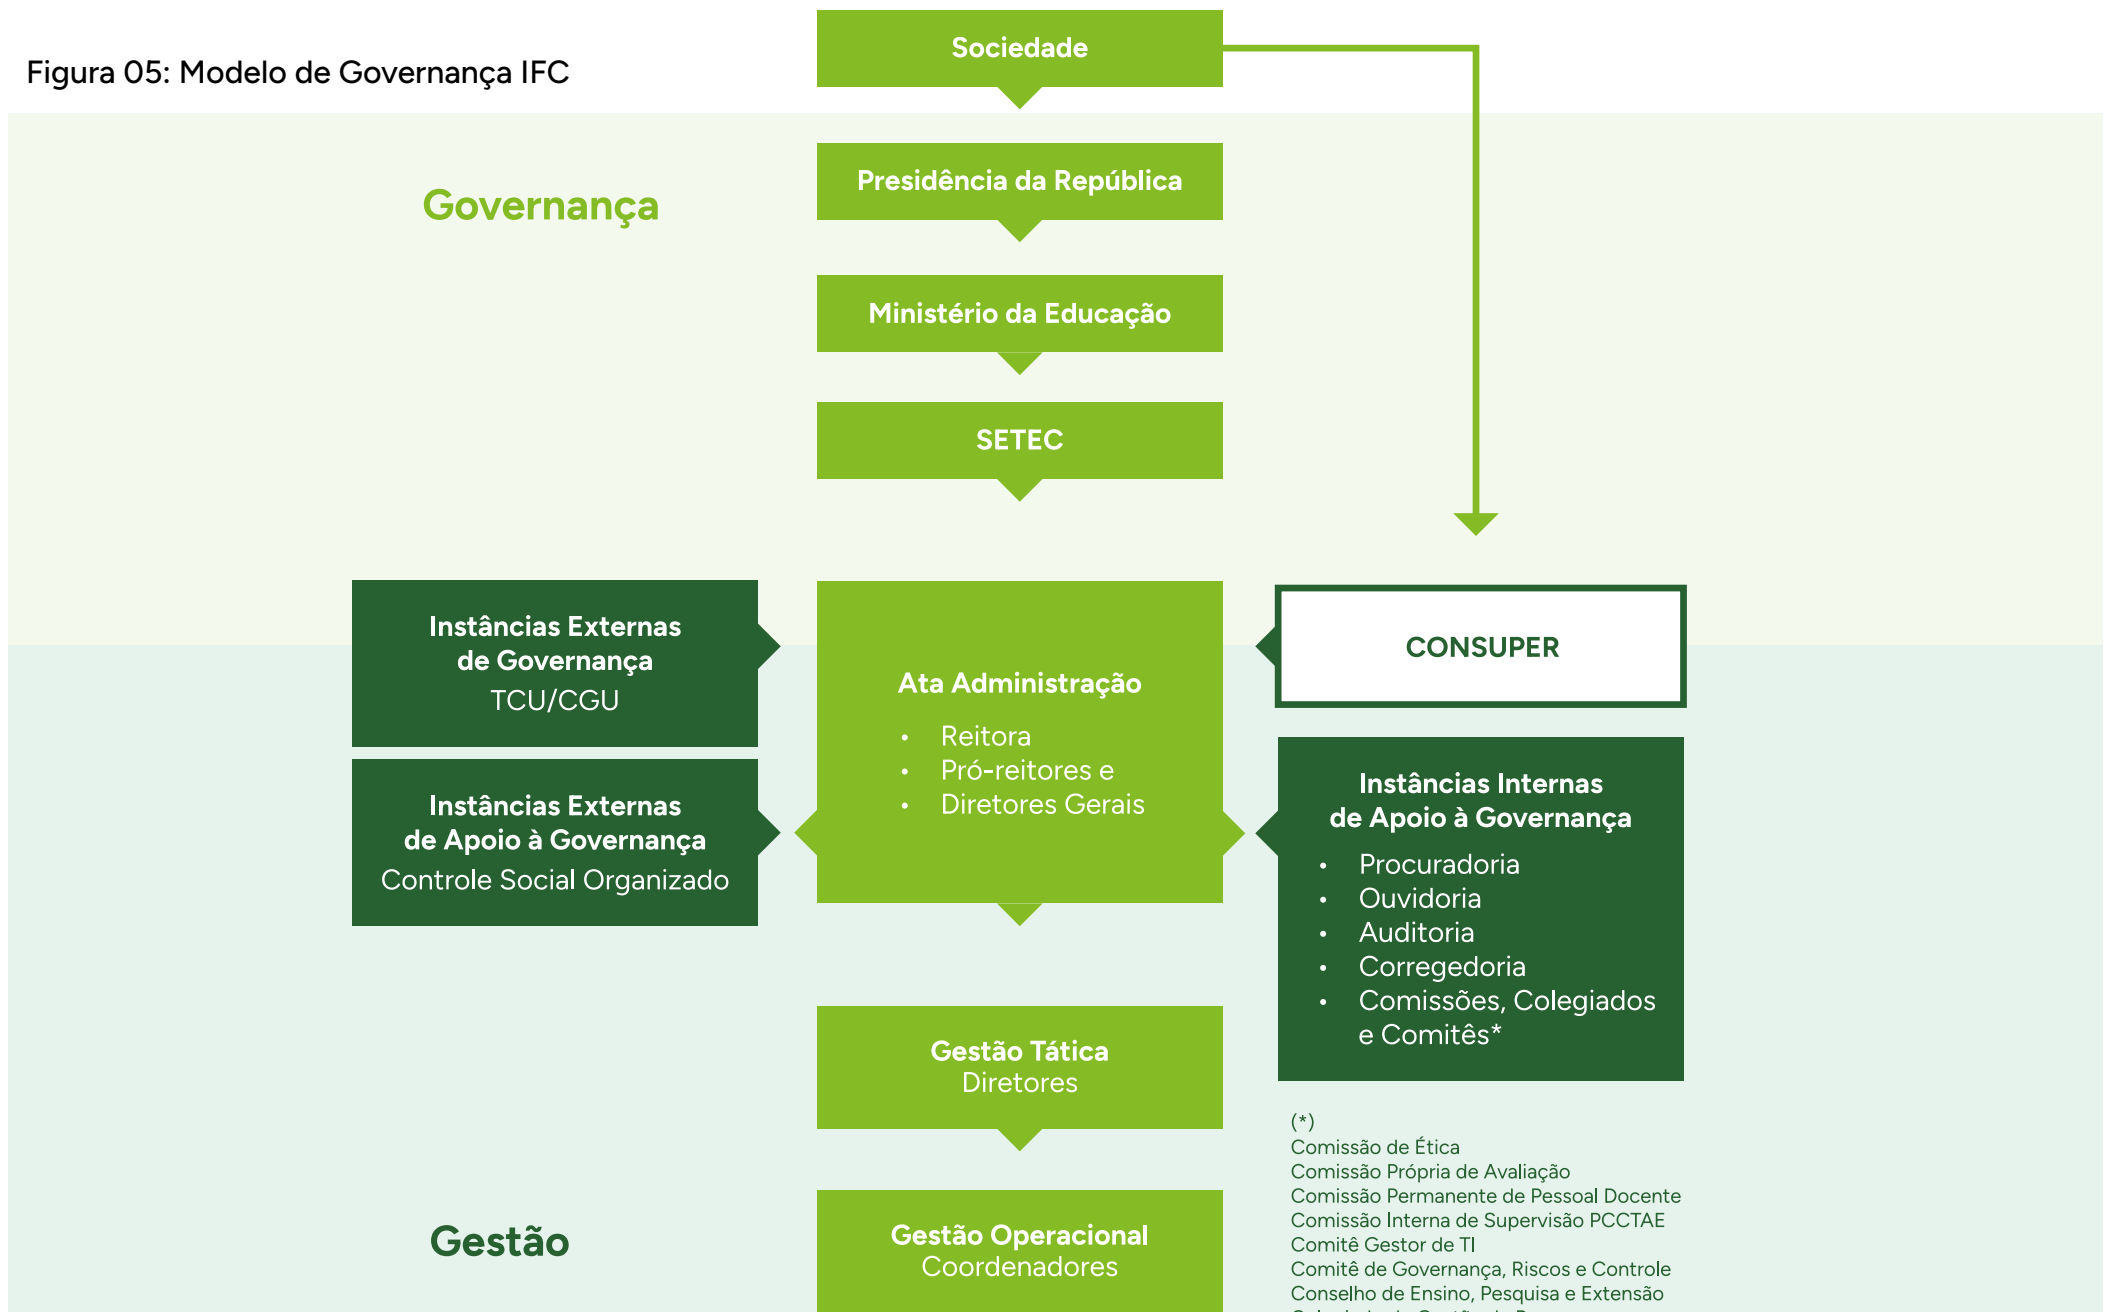 Figura 05: Modelo de Governança IFC
Sociedade
Governança
Presidência da República
Ministério da Educação
SETEC
Instâncias Externas
de Governança
TCU/CGU
Instâncias Externas
de Apoio à Governança
Controle Social Organizado
Ata Administração
• Reitora
• Pró-reitores e
• Diretores Gerais
CONSUPER
Instâncias Internas
de Apoio à Governança
• Procuradoria
• Ouvidoria
• Auditoria
• Corregedoria
• Comissões, Colegiados
e Comitês*
Gestão Tática
Diretores
Gestão
Gestão Operacional
Coordenadores
(*)
Comissão de Ética
Comissão Própria de Avaliação
Comissão Permanente de Pessoal Docente
Comissão Interna de Supervisão PCCTAE
Comitê Gestor de TI
Comitê de Governança, Riscos e Controle
Conselho de Ensino, Pesquisa e Extensão